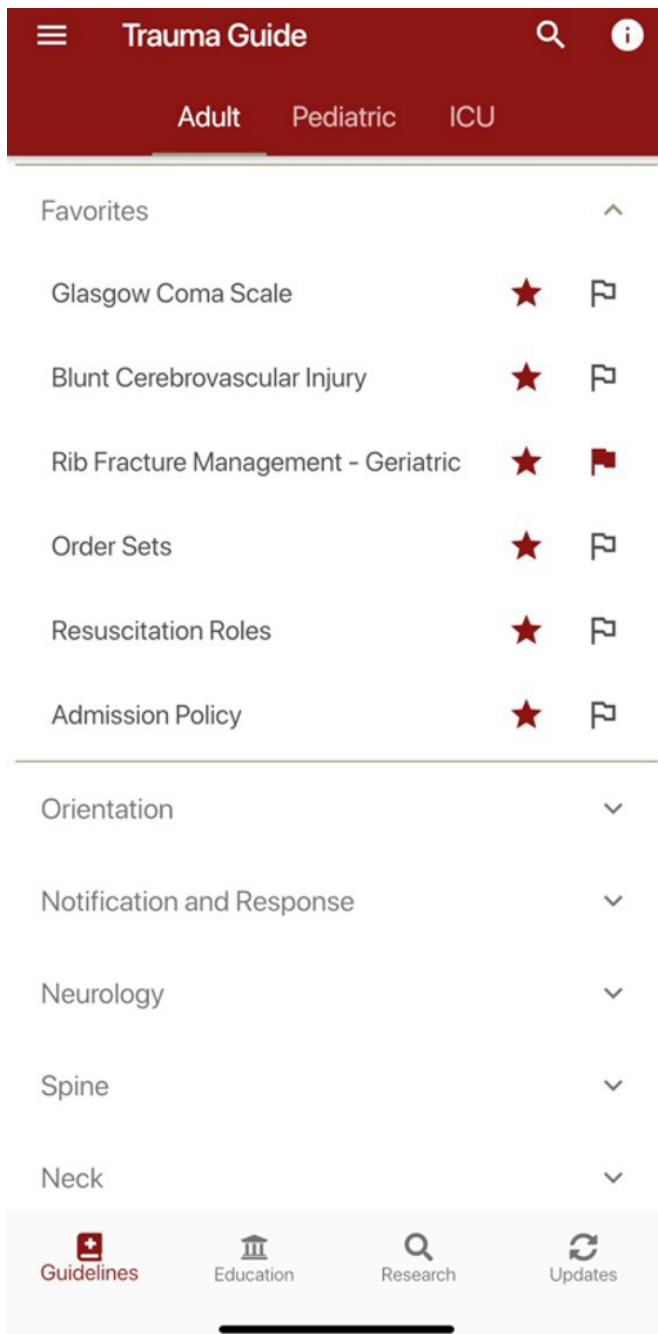 Trauma Guide
Adult Pediatric ICU
Favorites
Glasgow Coma Scale
Blunt Cerebrovascular Injury
Rib Fracture Management - Geriatric
Order Sets
Resuscitation Roles
Admission Policy
Orientation
Notification and Response
Neurology
Spine
Neck
Guidelines Education Research Updates